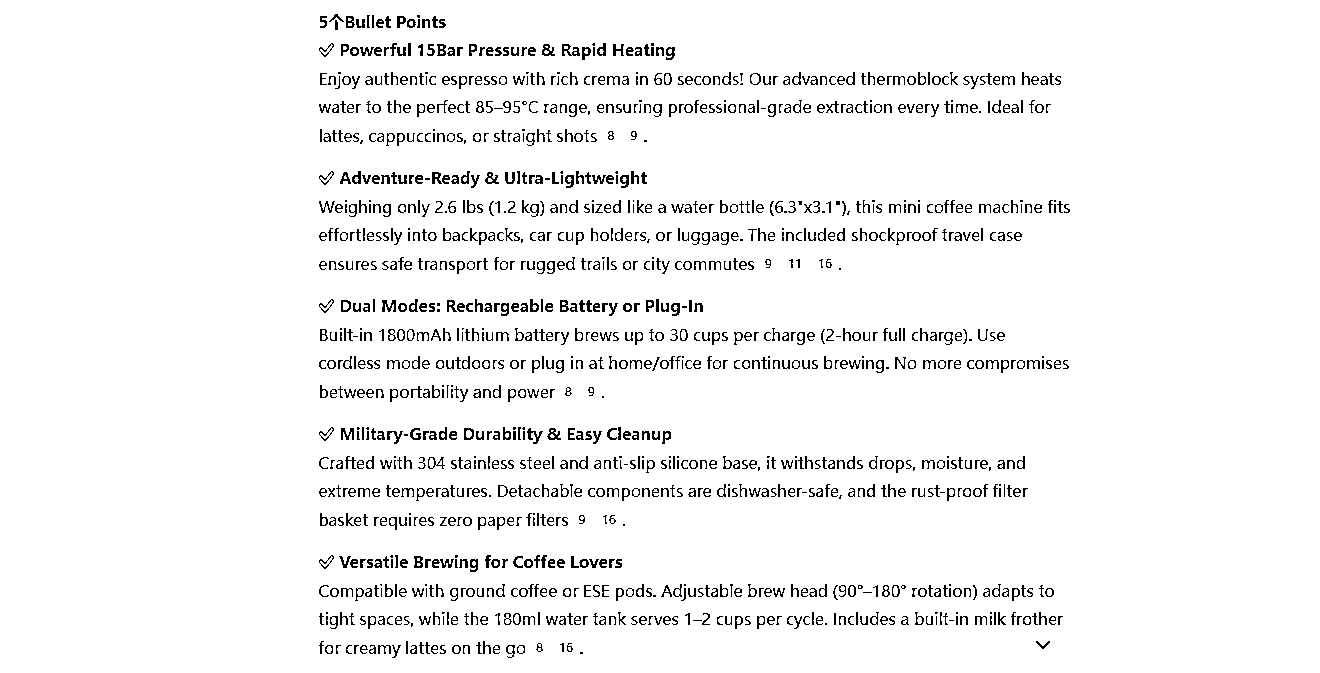 5个Bullet Points
✅ Powerful 15Bar Pressure & Rapid Heating
Enjoy authentic espresso with rich crema in 60 seconds! Our advanced thermoblock system heats
water to the perfect 85–95°C range, ensuring professional-grade extraction every time. Ideal for
lattes, cappuccinos, or straight shots 8 9 .
✅ Adventure-Ready & Ultra-Lightweight
Weighing only 2.6 lbs (1.2 kg) and sized like a water bottle (6.3"x3.1"), this mini coffee machine fits
effortlessly into backpacks, car cup holders, or luggage. The included shockproof travel case
ensures safe transport for rugged trails or city commutes 9 11 16 .
✅ Dual Modes: Rechargeable Battery or Plug-In
Built-in 1800mAh lithium battery brews up to 30 cups per charge (2-hour full charge). Use
cordless mode outdoors or plug in at home/office for continuous brewing. No more compromises
between portability and power 8 9 .
✅ Military-Grade Durability & Easy Cleanup
Crafted with 304 stainless steel and anti-slip silicone base, it withstands drops, moisture, and
extreme temperatures. Detachable components are dishwasher-safe, and the rust-proof filter
basket requires zero paper filters 9 16 .
✅ Versatile Brewing for Coffee Lovers
Compatible with ground coffee or ESE pods. Adjustable brew head (90°–180° rotation) adapts to
tight spaces, while the 180ml water tank serves 1–2 cups per cycle. Includes a built-in milk frother
for creamy lattes on the go 8 16 .